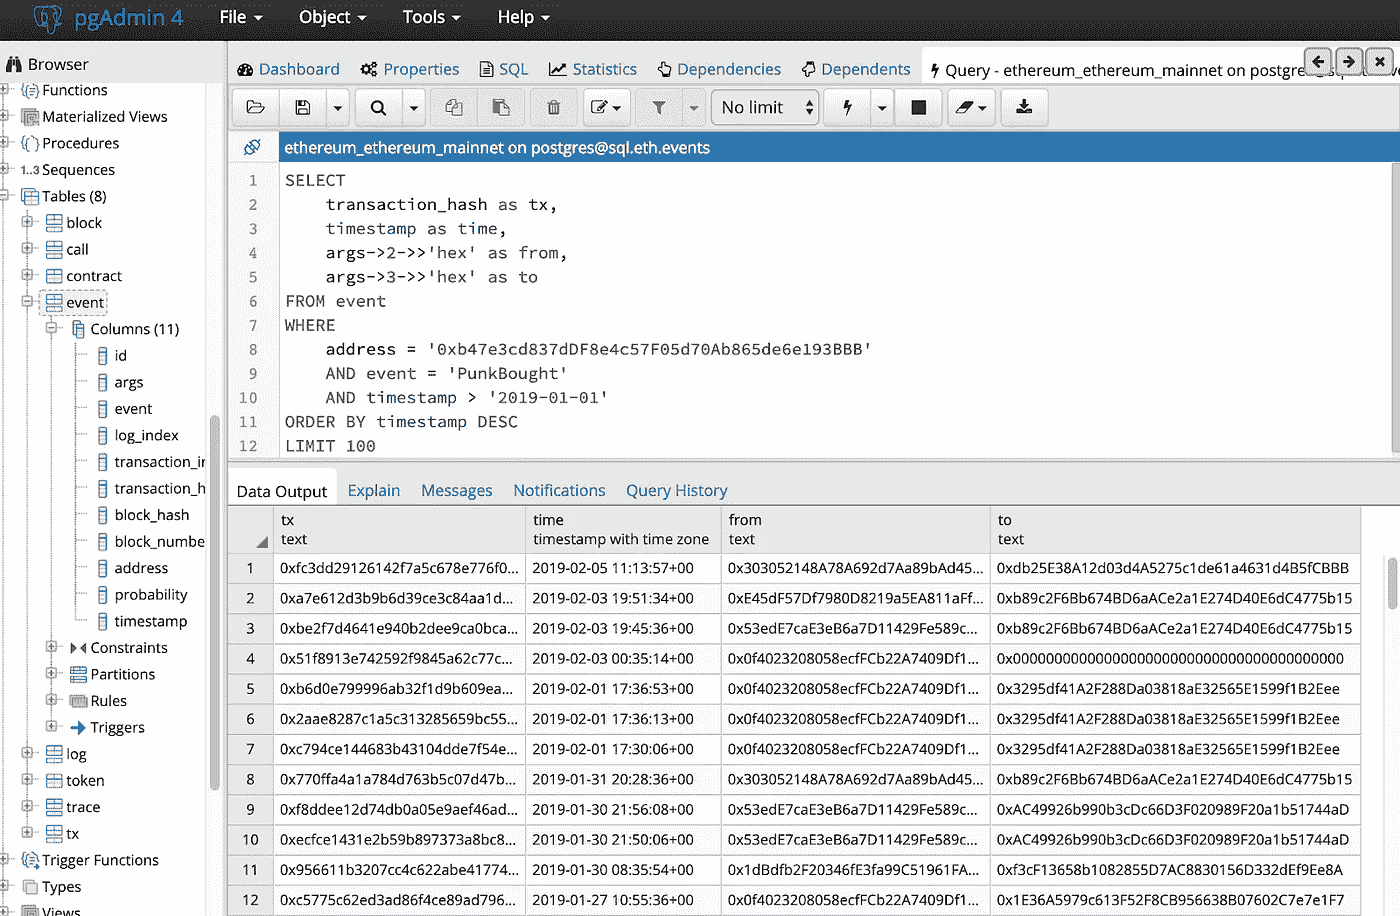 pgAdmin 4 File Object Tools Help
Browser
Functions
Materialized Views
Procedures
1..3 Sequences
Tables (8)
block
call
contract
event
Columns (11)
id
args
event
log_index
transaction_ir
transaction_h
block_hash
block_numbe
address
probability
timestamp
Constraints
Partitions
Rules
Triggers
log
token
trace
tx
Trigger Functions
Types
Views
Dashboard Properties SQL Statistics Dependencies Dependents Query - ethereum_ethereum_mainnet on postgre
No limit
ethereum_ethereum_mainnet on postgres@sql.eth.events
1 SELECT
2 transaction_hash as tx,
3 timestamp as time,
4 args->2->>'hex' as from,
5 args->3->>'hex' as to
6 FROM event
7 WHERE
8 address = '0xb47e3cd837dDF8e4c57F05d70Ab865de6e193BBB'
9 AND event = 'PunkBought'
10 AND timestamp > '2019-01-01'
11 ORDER BY timestamp DESC
12 LIMIT 100
Data Output Explain Messages Notifications Query History
tx time from to
text timestamp with time zone text text
1 0xfc3dd29126142f7a5c678e776f0... 2019-02-05 11:13:57+00 0x303052148A78A692d7Aa89bAd45... 0xdb25E38A12d03d4A5275c1de61a4631d4B5fCBBB
2 0xa7e612d3b9b6d39ce3c84aa1d... 2019-02-03 19:51:34+00 0xE45dF57Df7980D8219a5EA811aFf... 0xb89c2F6Bb674BD6aACe2a1E274D40E6dC4775b15
3 0xbe2f7d4641e940b2dee9ca0bca... 2019-02-03 19:45:36+00 0x53edE7caE3eB6a7D11429Fe589c... 0xb89c2F6Bb674BD6aACe2a1E274D40E6dC4775b15
4 0x51f8913e742592f9845a62c77c... 2019-02-03 00:35:14+00 0x0f4023208058ecfFCb22A7409Df1... 0x0000000000000000000000000000000000000000
5 0xb6d0e799996ab32f1d9b609ea... 2019-02-01 17:36:53+00 0x0f4023208058ecfFCb22A7409Df1... 0x3295df41A2F288Da03818aE32565E1599f1B2Eee
6 0x2aae8287c1a5c313285659bc55... 2019-02-01 17:36:13+00 0x0f4023208058ecfFCb22A7409Df1... 0x3295df41A2F288Da03818aE32565E1599f1B2Eee
7 0xc794ce144683b43104dde7f54e... 2019-02-01 17:30:06+00 0x0f4023208058ecfFCb22A7409Df1... 0x3295df41A2F288Da03818aE32565E1599f1B2Eee
8 0x770ffa4a1a784d763b5c07d47b... 2019-01-31 20:28:36+00 0x303052148A78A692d7Aa89bAd45... 0xb89c2F6Bb674BD6aACe2a1E274D40E6dC4775b15
9 0xf8ddee12d74db0a05e9aef46ad... 2019-01-30 21:56:08+00 0x53edE7caE3eB6a7D11429Fe589c... 0xAC49926b990b3cDc66D3F020989F20a1b51744aD
10 0xecfce1431e2b59b897373a8bc8... 2019-01-30 21:50:06+00 0x53edE7caE3eB6a7D11429Fe589c... 0xAC49926b990b3cDc66D3F020989F20a1b51744aD
11 0x956611b3207cc4c622abe41774... 2019-01-30 08:35:54+00 0x1dBdfb2F20346fE3fa99C51961FA... 0xf3cF13658b1082855D7AC8830156D332dEf9Ee8A
12 0xc5775c62ed3ad86f4ce89ad796... 2019-01-27 10:55:36+00 0x0f4023208058ecfFCb22A7409Df1... 0x1E36A5979c613F52F8CB956638B07602C7e7e1F7